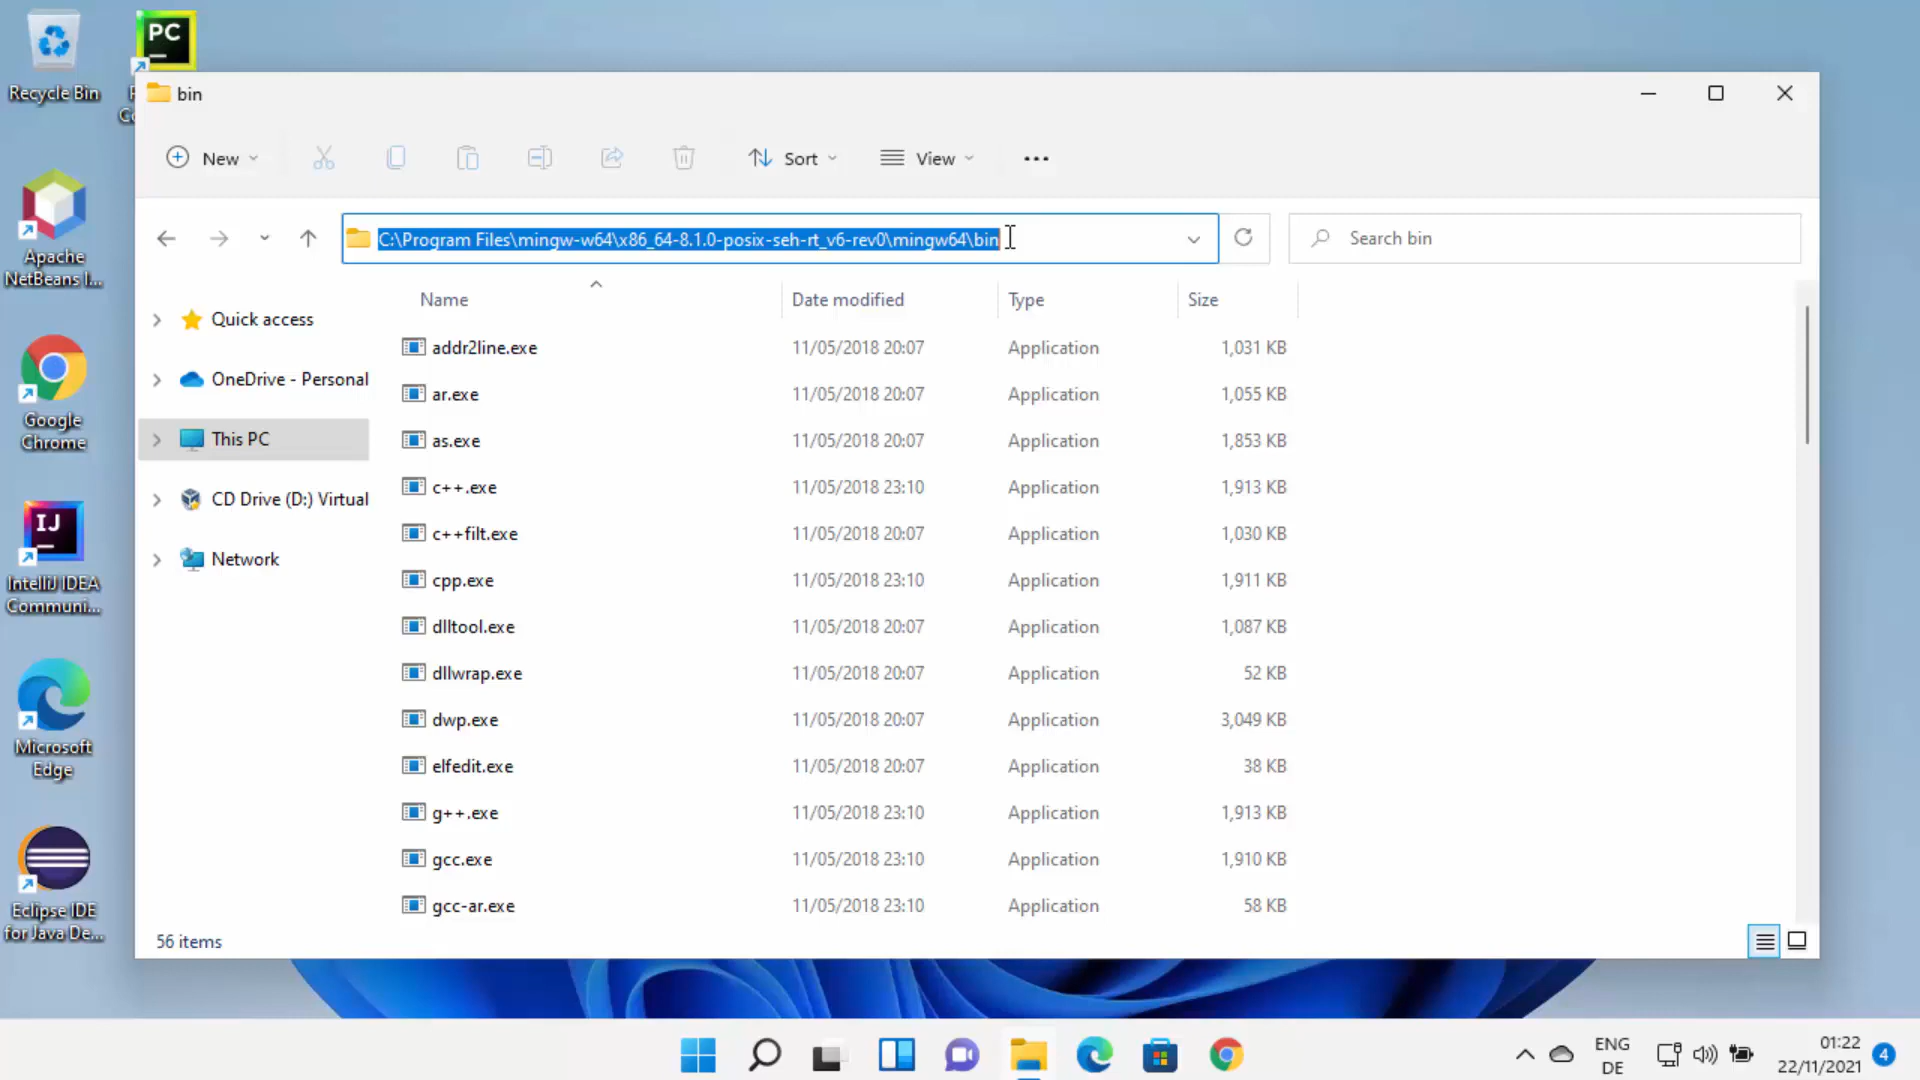 PC
Recycle Bin
bin
New
Sort
View
C:\Program Files\mingw-w64\x86_64-8.1.0-posix-seh-rt_v6-rev0\mingw64\bin
Search bin
Apache
NetBeans I...
Google
Chrome
IJ
IntelliJ IDEA
Communi...
Microsoft
Edge
Eclipse IDE
for Java De...
Quick access
OneDrive - Personal
This PC
CD Drive (D:) Virtual
Network
Name Date modified Type Size
addr2line.exe 11/05/2018 20:07 Application 1,031 KB
ar.exe 11/05/2018 20:07 Application 1,055 KB
as.exe 11/05/2018 20:07 Application 1,853 KB
c++.exe 11/05/2018 23:10 Application 1,913 KB
c++filt.exe 11/05/2018 20:07 Application 1,030 KB
cpp.exe 11/05/2018 23:10 Application 1,911 KB
dlltool.exe 11/05/2018 20:07 Application 1,087 KB
dllwrap.exe 11/05/2018 20:07 Application 52 KB
dwp.exe 11/05/2018 20:07 Application 3,049 KB
elfedit.exe 11/05/2018 20:07 Application 38 KB
g++.exe 11/05/2018 23:10 Application 1,913 KB
gcc.exe 11/05/2018 23:10 Application 1,910 KB
gcc-ar.exe 11/05/2018 23:10 Application 58 KB
56 items
ENG
DE
01:22
22/11/2021
4